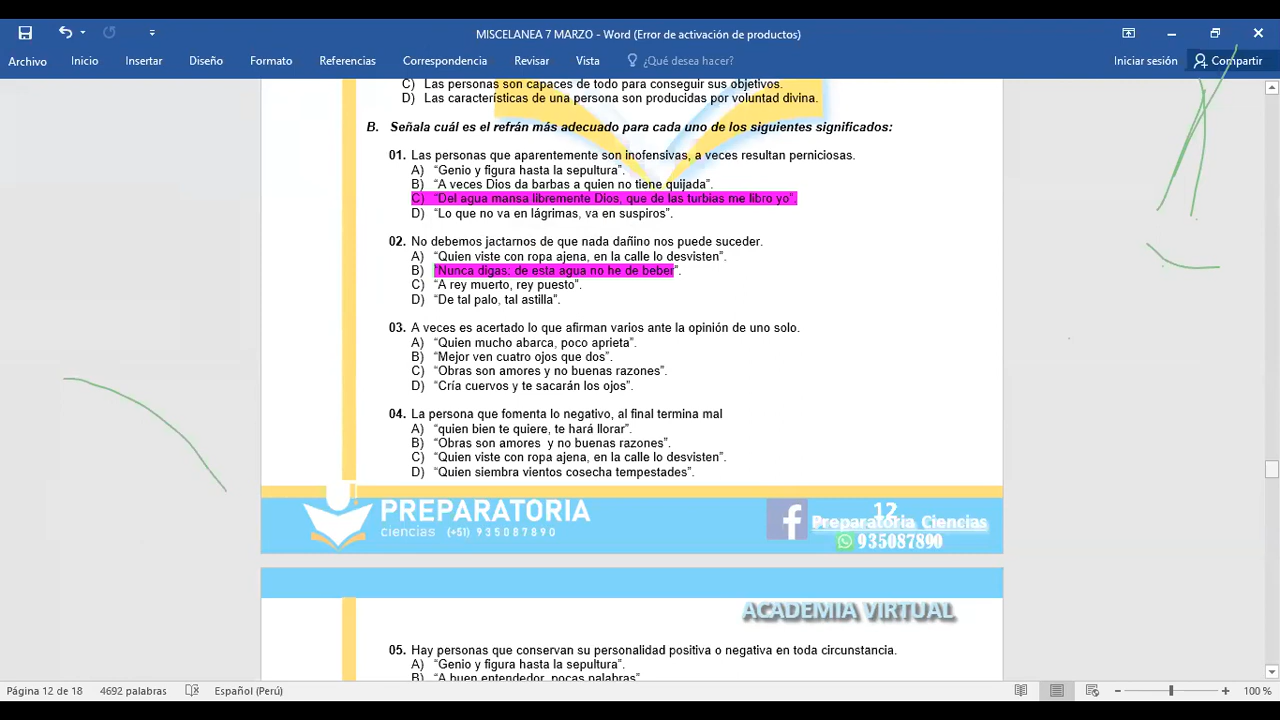 MISCELANEA 7 MARZO - Word (Error de activación de productos)
Archivo Inicio Insertar Diseño Formato Referencias Correspondencia Revisar Vista ¿Qué desea hacer? Iniciar sesión Compartir
C) Las personas son capaces de todo para conseguir sus objetivos.
D) Las características de una persona son producidas por voluntad divina.
B. Señala cuál es el refrán más adecuado para cada uno de los siguientes significados:
01. Las personas que aparentemente son inofensivas, a veces resultan perniciosas.
A) “Genio y figura hasta la sepultura”.
B) “A veces Dios da barbas a quien no tiene quijada”.
C) “Del agua mansa libremente Dios, que de las turbias me libro yo”.
D) “Lo que no va en lágrimas, va en suspiros”.
02. No debemos jactarnos de que nada dañino nos puede suceder.
A) “Quien viste con ropa ajena, en la calle lo desvisten”.
B) “Nunca digas: de esta agua no he de beber”.
C) “A rey muerto, rey puesto”.
D) “De tal palo, tal astilla”.
03. A veces es acertado lo que afirman varios ante la opinión de uno solo.
A) “Quien mucho abarca, poco aprieta”.
B) “Mejor ven cuatro ojos que dos”.
C) “Obras son amores y no buenas razones”.
D) “Cría cuervos y te sacarán los ojos”.
04. La persona que fomenta lo negativo, al final termina mal
A) “quien bien te quiere, te hará llorar”.
B) “Obras son amores y no buenas razones”.
C) “Quien viste con ropa ajena, en la calle lo desvisten”.
D) “Quien siembra vientos cosecha tempestades”.
PREPARATORIA
ciencias (+51) 935087890
12
Preparatoria Ciencias
935087890
ACADEMIA VIRTUAL
05. Hay personas que conservan su personalidad positiva o negativa en toda circunstancia.
A) “Genio y figura hasta la sepultura”.
B) “A buen entendedor, pocas palabras”
Página 12 de 18 4692 palabras Español (Perú) 100 %